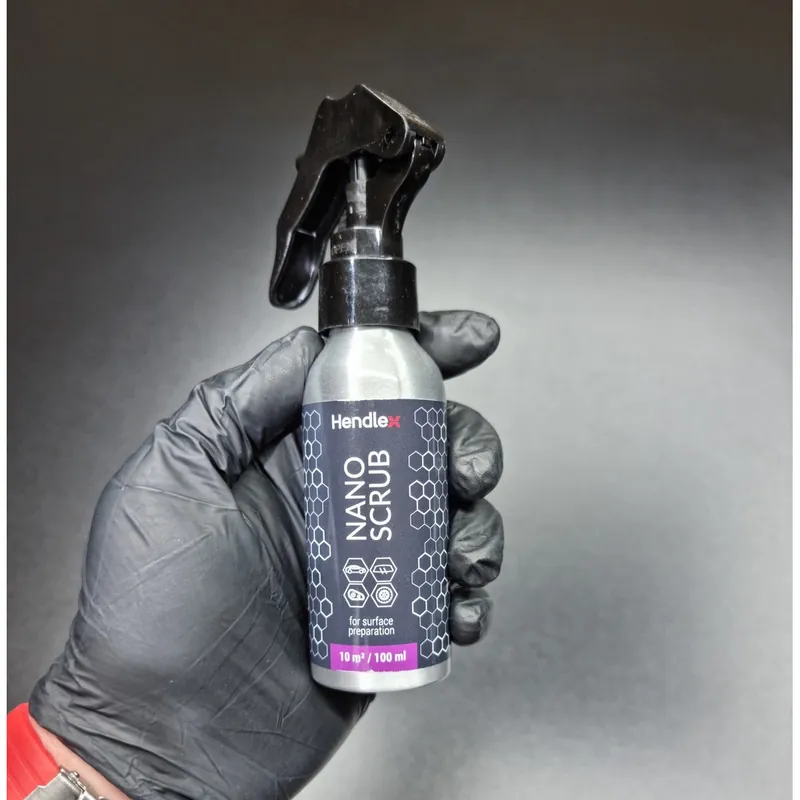 Hendlex
NANO
SCRUB
for surface
preparation
10 m² / 100 ml